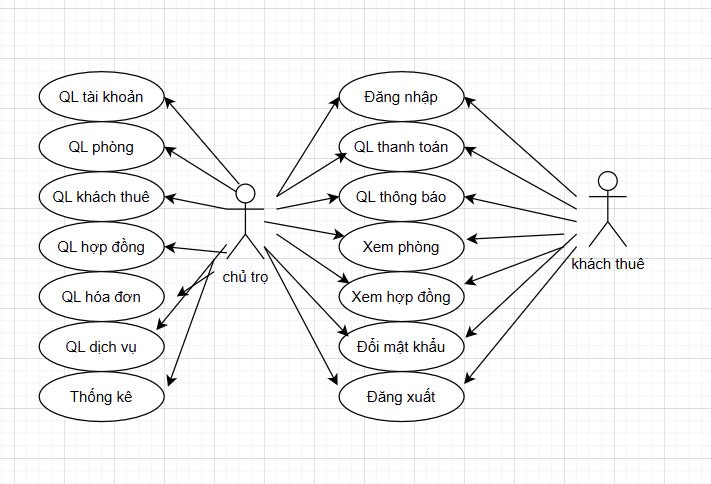 QL tài khoản
QL phòng
QL khách thuê
QL hợp đồng
QL hóa đơn
QL dịch vụ
Thống kê
chủ trọ
Đăng nhập
QL thanh toán
QL thông báo
Xem phòng
Xem hợp đồng
Đổi mật khẩu
Đăng xuất
khách thuê